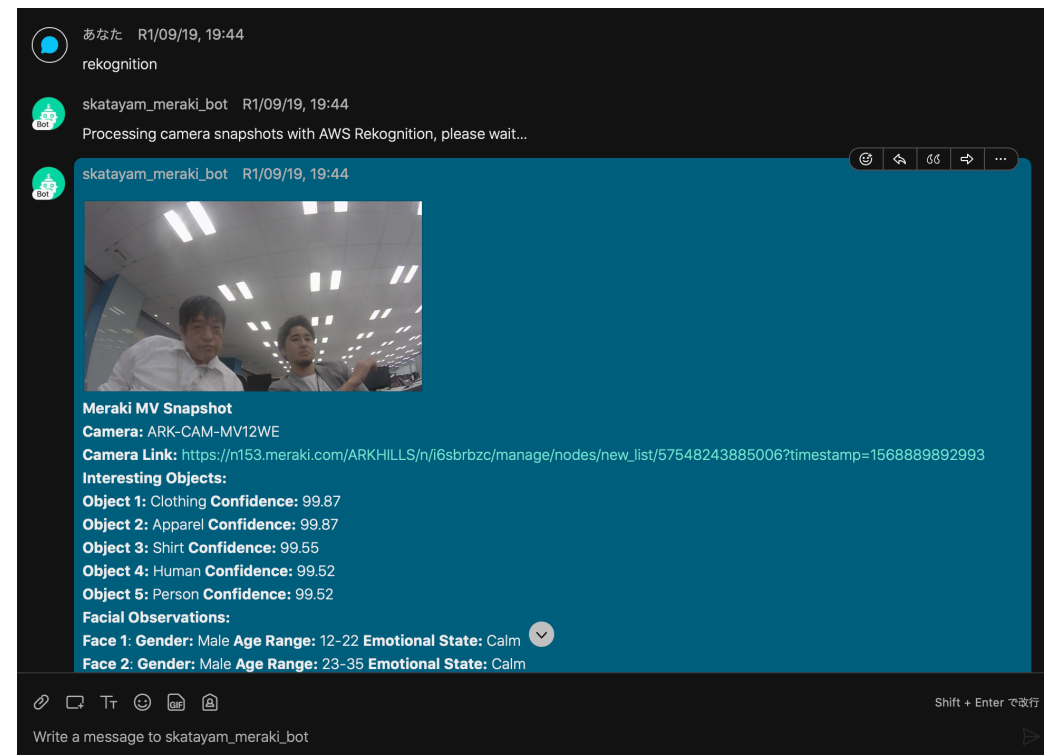 あなた R1/09/19, 19:44
rekognition
skatayam_meraki_bot R1/09/19, 19:44
Bot
Processing camera snapshots with AWS Rekognition, please wait...
skatayam_meraki_bot R1/09/19, 19:44
Bot
Meraki MV Snapshot
Camera: ARK-CAM-MV12WE
Camera Link: https://n153.meraki.com/ARKHILLS/n/i6sbrbzc/manage/nodes/new_list/57548243885006?timestamp=1568889892993
Interesting Objects:
Object 1: Clothing Confidence: 99.87
Object 2: Apparel Confidence: 99.87
Object 3: Shirt Confidence: 99.55
Object 4: Human Confidence: 99.52
Object 5: Person Confidence: 99.52
Facial Observations:
Face 1: Gender: Male Age Range: 12-22 Emotional State: Calm
Face 2: Gender: Male Age Range: 23-35 Emotional State: Calm
GIF
Shift + Enter で改行
Write a message to skatayam_meraki_bot